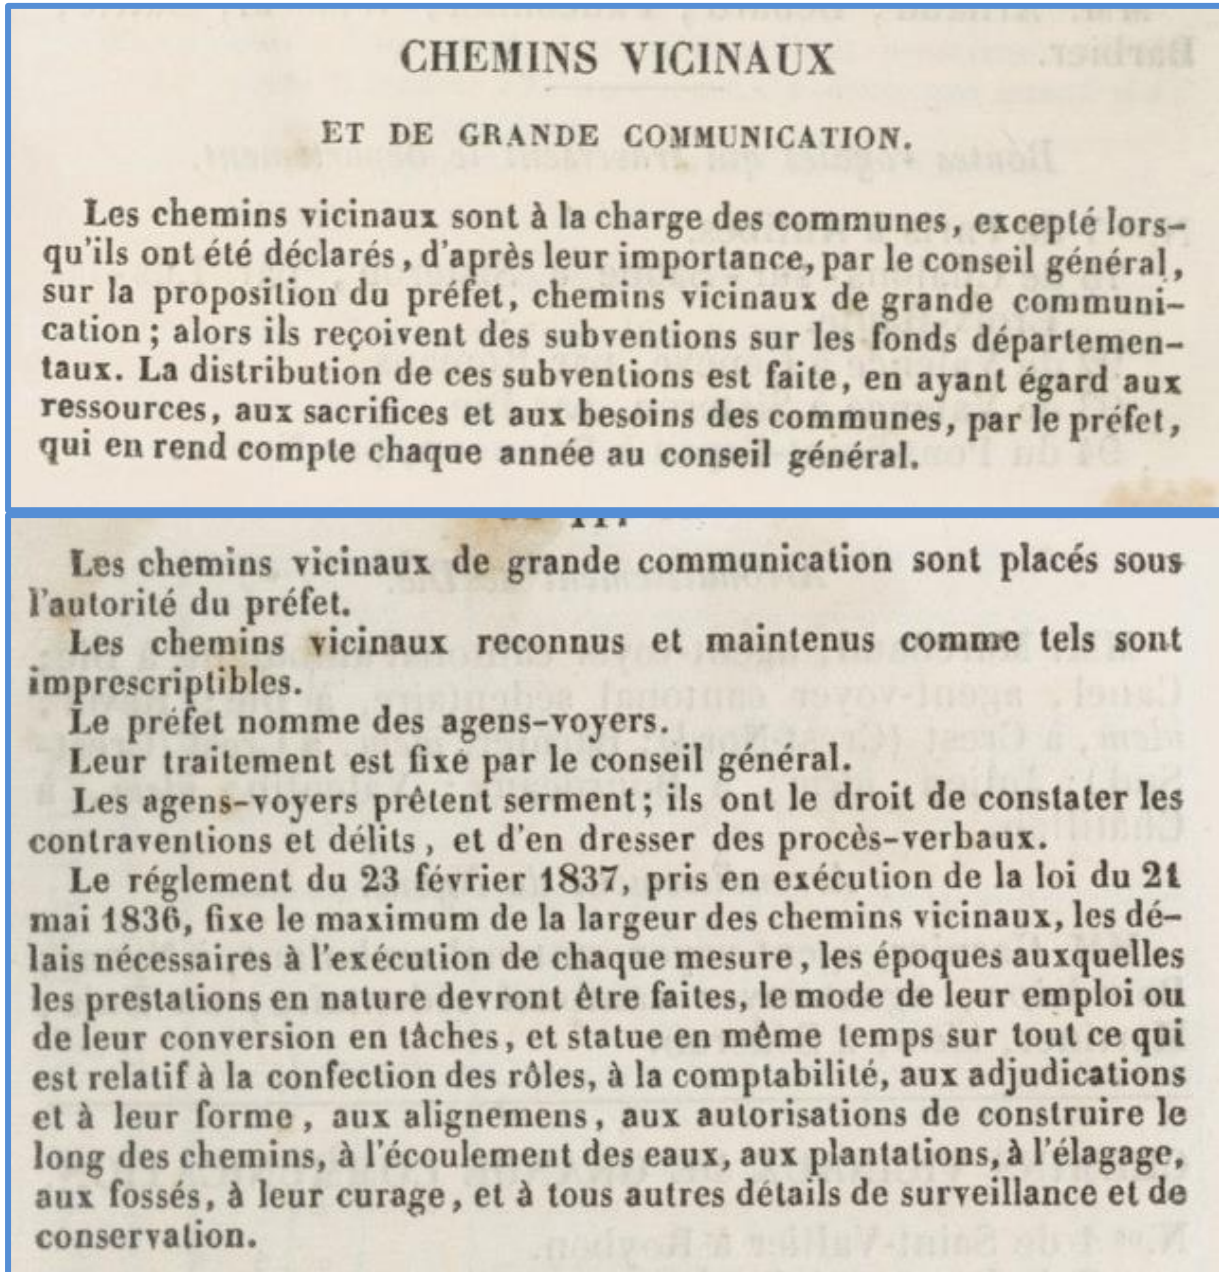 CHEMINS VICINAUX
ET DE GRANDE COMMUNICATION.
Les chemins vicinaux sont à la charge des communes, excepté lors-
qu'ils ont été déclarés, d'après leur importance, par le conseil général,
sur la proposition du préfet, chemins vicinaux de grande communi-
cation; alors ils reçoivent des subventions sur les fonds départemen-
taux. La distribution de ces subventions est faite, en ayant égard aux
ressources, aux sacrifices et aux besoins des communes, par le préfet,
qui en rend compte chaque année au conseil général.
Les chemins vicinaux de grande communication sont placés sous
l'autorité du préfet.
Les chemins vicinaux reconnus et maintenus comme tels sont
imprescriptibles.
Le préfet nomme des agens-voyers.
Leur traitement est fixé par le conseil général.
Les agens-voyers prêtent serment; ils ont le droit de constater les
contraventions et délits, et d'en dresser des procès-verbaux.
Le réglement du 23 février 1837, pris en exécution de la loi du 21
mai 1836, fixe le maximum de la largeur des chemins vicinaux, les dé-
lais nécessaires à l'exécution de chaque mesure, les époques auxquelles
les prestations en nature devront être faites, le mode de leur emploi ou
de leur conversion en tâches, et statue en même temps sur tout ce qui
est relatif à la confection des rôles, à la comptabilité, aux adjudications
et à leur forme, aux alignemens, aux autorisations de construire le
long des chemins, à l'écoulement des eaux, aux plantations, à l'élagage,
aux fossés, à leur curage, et à tous autres détails de surveillance et de
conservation.